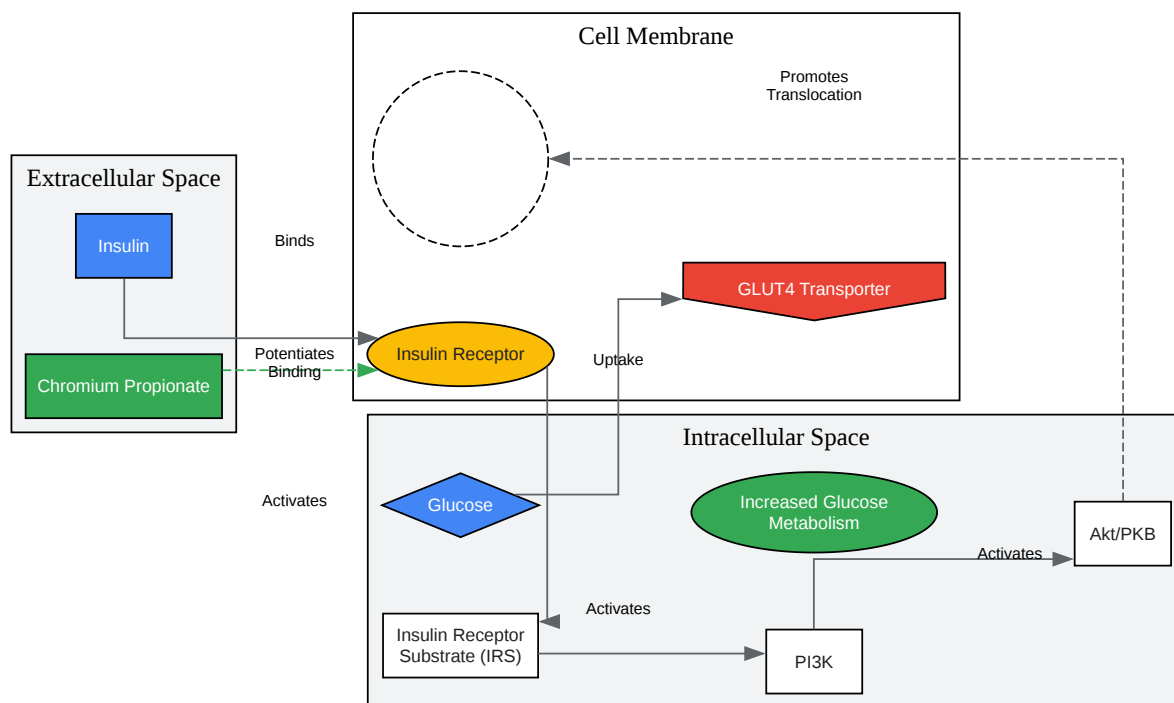 Cell Membrane
Promotes
Translocation
Extracellular Space
Insulin
Binds
GLUT4 Transporter
Insulin Receptor
Potentiates
Binding
Uptake
Chromium Propionate
Intracellular Space
Activates
Glucose
Increased Glucose
Metabolism
Akt/PKB
Activates
Activates
Insulin Receptor
Substrate (IRS)
PI3K